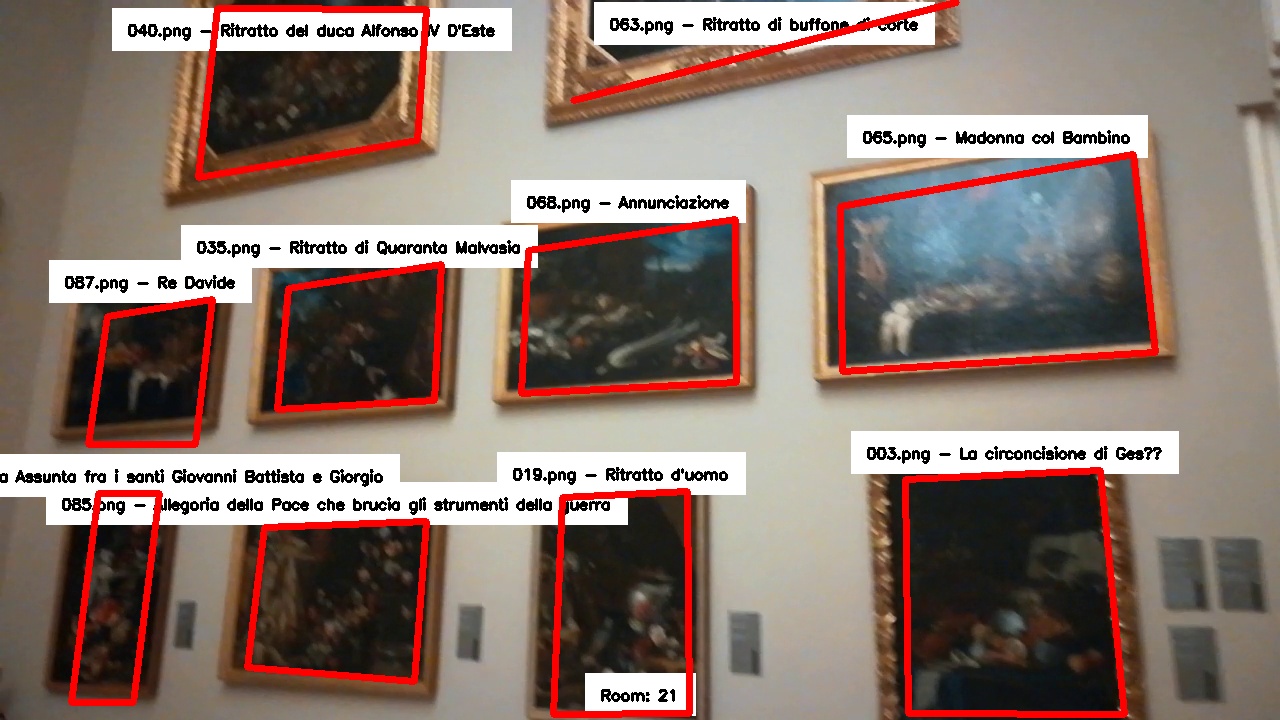 040.png - Ritratto del duca Alfonso IV D'Este
063.png - Ritratto di buffone di corte
065.png - Madonna col Bambino
068.png - Annunciazione
035.png - Ritratto di Quaranta Malvasia
087.png - Re Davide
003.png - La circoncisione di Ges??
a Assunta fra i santi Giovanni Battista e Giorgio
019.png - Ritratto d'uomo
085.png - Allegoria della Pace che brucia gli strumenti della guerra
Room: 21